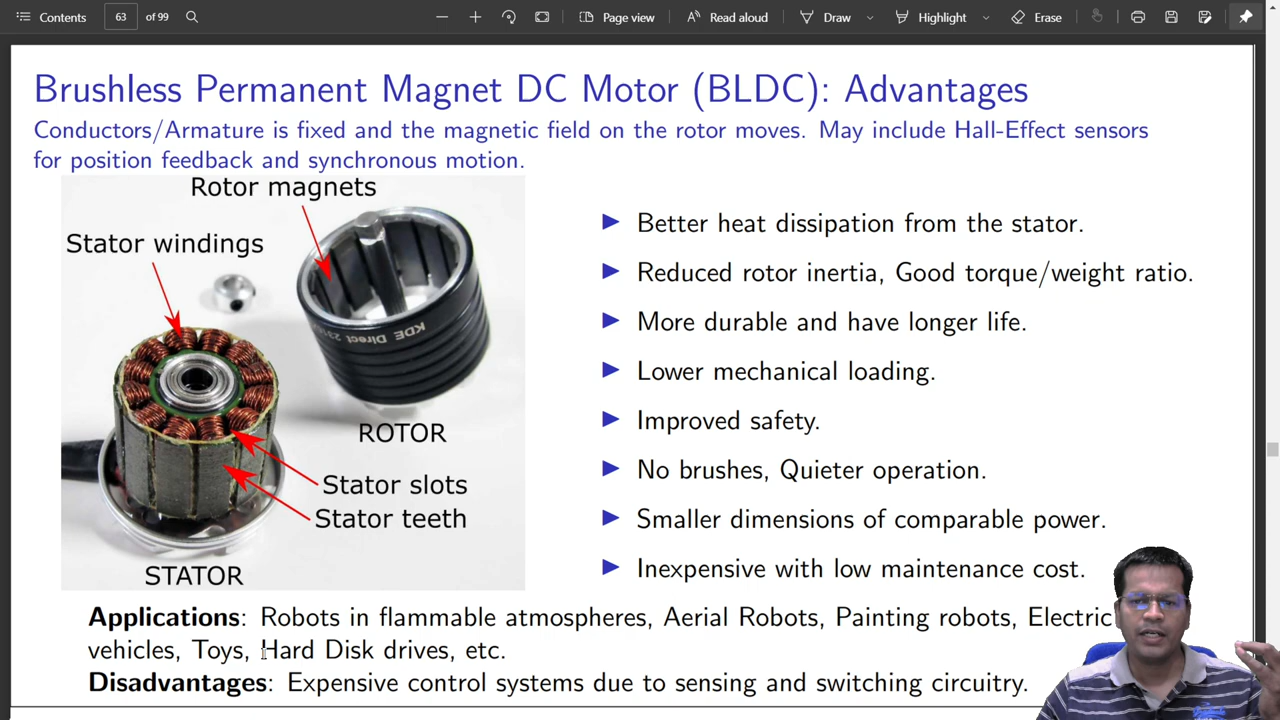 Contents
63
of 99
Page view
Read aloud
Draw
Highlight
Erase
Brushless Permanent Magnet DC Motor (BLDC): Advantages
Conductors/Armature is fixed and the magnetic field on the rotor moves. May include Hall-Effect sensors
for position feedback and synchronous motion.
Rotor magnets
Stator windings
KDE Direct
ROTOR
Stator slots
Stator teeth
STATOR
Better heat dissipation from the stator.
Reduced rotor inertia, Good torque/weight ratio.
More durable and have longer life.
Lower mechanical loading.
Improved safety.
No brushes, Quieter operation.
Smaller dimensions of comparable power.
Inexpensive with low maintenance cost.
Applications: Robots in flammable atmospheres, Aerial Robots, Painting robots, Electric
vehicles, Toys, Hard Disk drives, etc.
Disadvantages: Expensive control systems due to sensing and switching circuitry.